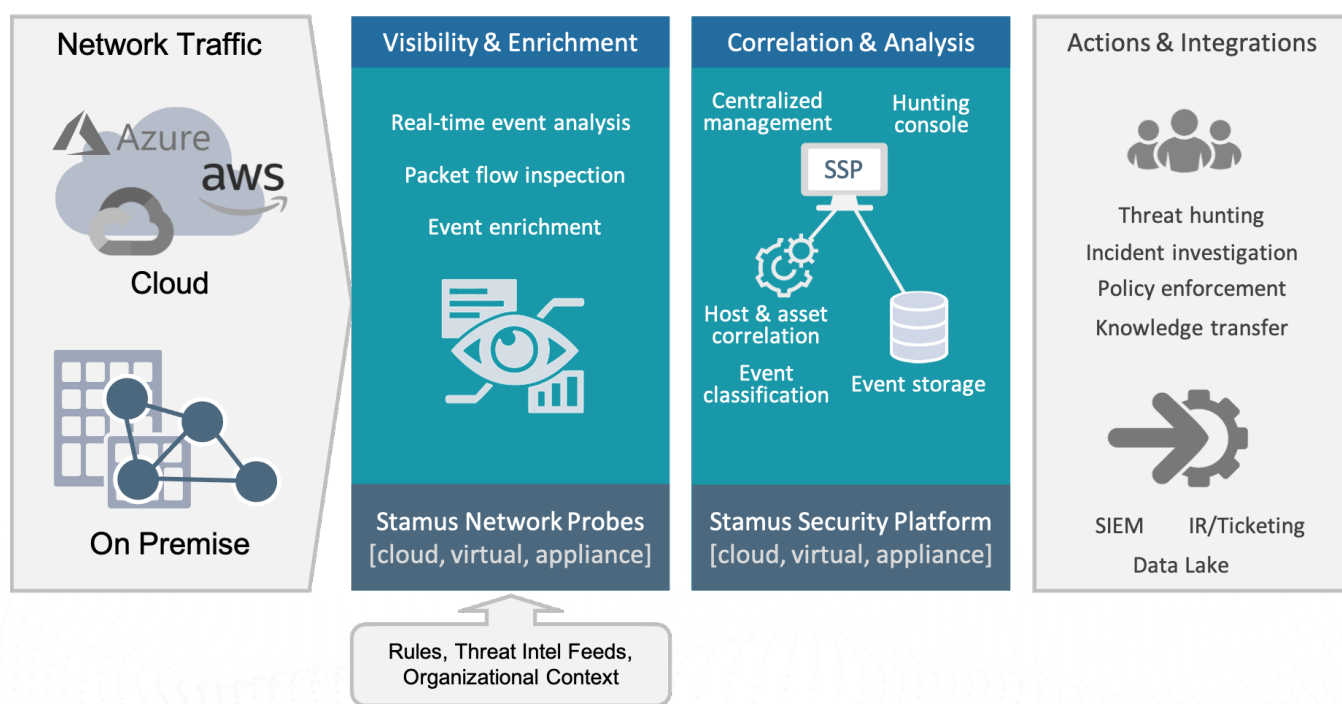 Network Traffic
Azure
aws
Cloud
On Premise
Visibility & Enrichment
Real-time event analysis
Packet flow inspection
Event enrichment
Stamus Network Probes
[cloud, virtual, appliance]
Rules, Threat Intel Feeds,
Organizational Context
Correlation & Analysis
Centralized
management
Hunting
console
SSP
Host & asset
correlation
Event
classification
Event storage
Stamus Security Platform
[cloud, virtual, appliance]
Actions & Integrations
Threat hunting
Incident investigation
Policy enforcement
Knowledge transfer
SIEM
IR/Ticketing
Data Lake